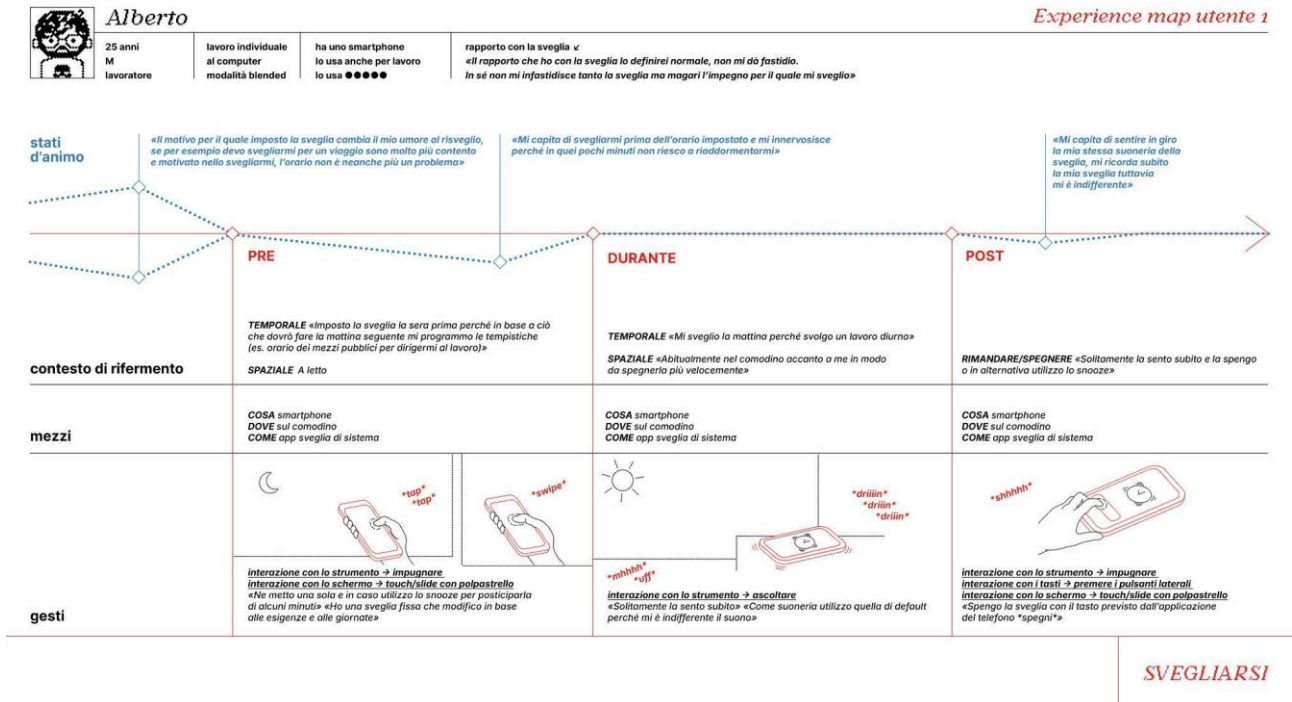 Alberto
Experience map utente 1
25 anni
M
lavoratore
lavoro individuale
al computer
modalità blended
ha uno smartphone
lo usa anche per lavoro
lo usa ●●●●●
rapporto con la sveglia ↙
«Il rapporto che ho con la sveglia lo definirei normale, non mi dà fastidio.
In sé non mi infastidisce tanto la sveglia ma magari l'impegno per il quale mi sveglio»
stati
d'animo
«Il motivo per il quale imposto la sveglia cambia il mio umore al risveglio,
se per esempio devo svegliarmi per un viaggio sono molto più contento
e motivato nello svegliarmi, l'orario non è neanche più un problema»
«Mi capita di svegliarmi prima dell'orario impostato e mi innervosisce
perché in quei pochi minuti non riesco a riaddormentarmi»
«Mi capita di sentire in giro
la mia stessa suoneria della
sveglia, mi ricorda subito
la mia sveglia tuttavia
mi è indifferente»
PRE
DURANTE
POST
contesto di rifermento
TEMPORALE «Imposto la sveglia la sera prima perché in base a ciò
che dovrò fare la mattina seguente mi programmo le tempistiche
(es. orario dei mezzi pubblici per dirigermi al lavoro)»
SPAZIALE A letto
TEMPORALE «Mi sveglio la mattina perché svolgo un lavoro diurno»
SPAZIALE «Abitualmente nel comodino accanto a me in modo
da spegnerla più velocemente»
RIMANDARE/SPEGNERE «Solitamente la sento subito e la spengo
o in alternativa utilizzo lo snooze»
mezzi
COSA smartphone
DOVE sul comodino
COME app sveglia di sistema
COSA smartphone
DOVE sul comodino
COME app sveglia di sistema
COSA smartphone
DOVE sul comodino
COME app sveglia di sistema
gesti
*tap*
*tap*
*swipe*
interazione con lo strumento → impugnare
interazione con lo schermo → touch/slide con polpastrello
«Ne metto una sola e in caso utilizzo lo snooze per posticiparla
di alcuni minuti» «Ho una sveglia fissa che modifico in base
alle esigenze e alle giornate»
*driiiin*
*driiin*
*driiin*
*mhhhh*
*uff*
interazione con lo strumento → ascoltare
«Solitamente la sento subito» «Come suoneria utilizzo quella di default
perché mi è indifferente il suono»
*shhhhh*
interazione con lo strumento → impugnare
interazione con i tasti → premere i pulsanti laterali
interazione con lo schermo → touch/slide con polpastrello
«Spengo la sveglia con il tasto previsto dall'applicazione
del telefono *spegni*»
SVEGLIARSI